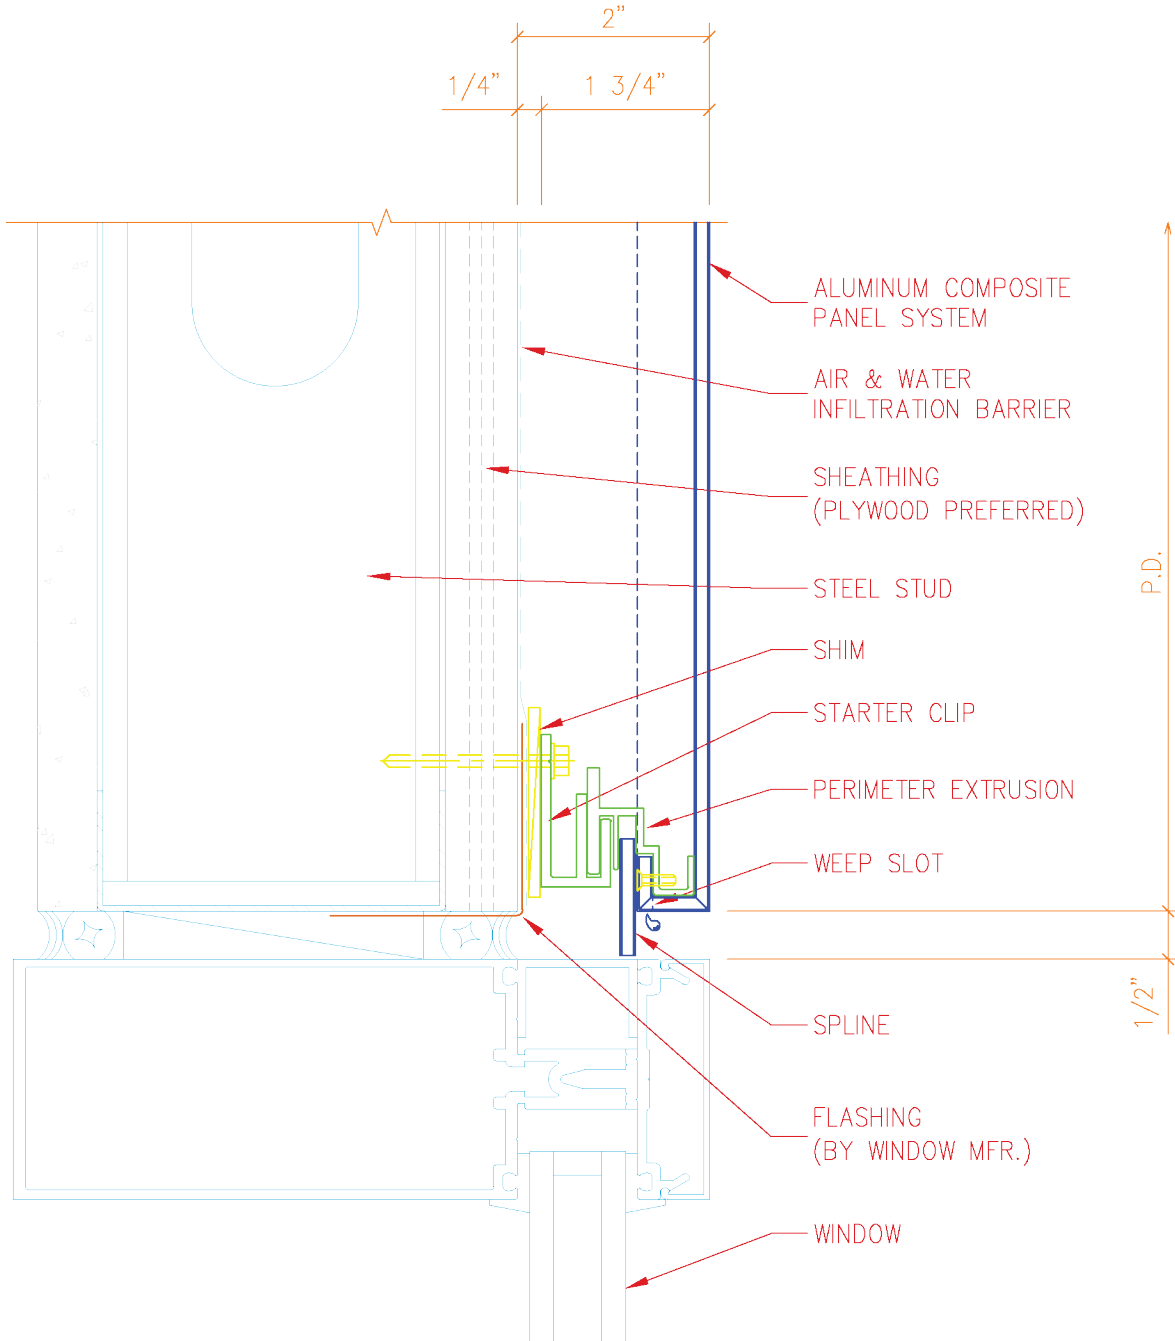 2"
1/4"
1 3/4"
ALUMINUM COMPOSITE
PANEL SYSTEM
AIR & WATER
INFILTRATION BARRIER
SHEATHING
(PLYWOOD PREFERRED)
P.D.
STEEL STUD
SHIM
STARTER CLIP
PERIMETER EXTRUSION
WEEP SLOT
1/2"
SPLINE
FLASHING
(BY WINDOW MFR.)
WINDOW